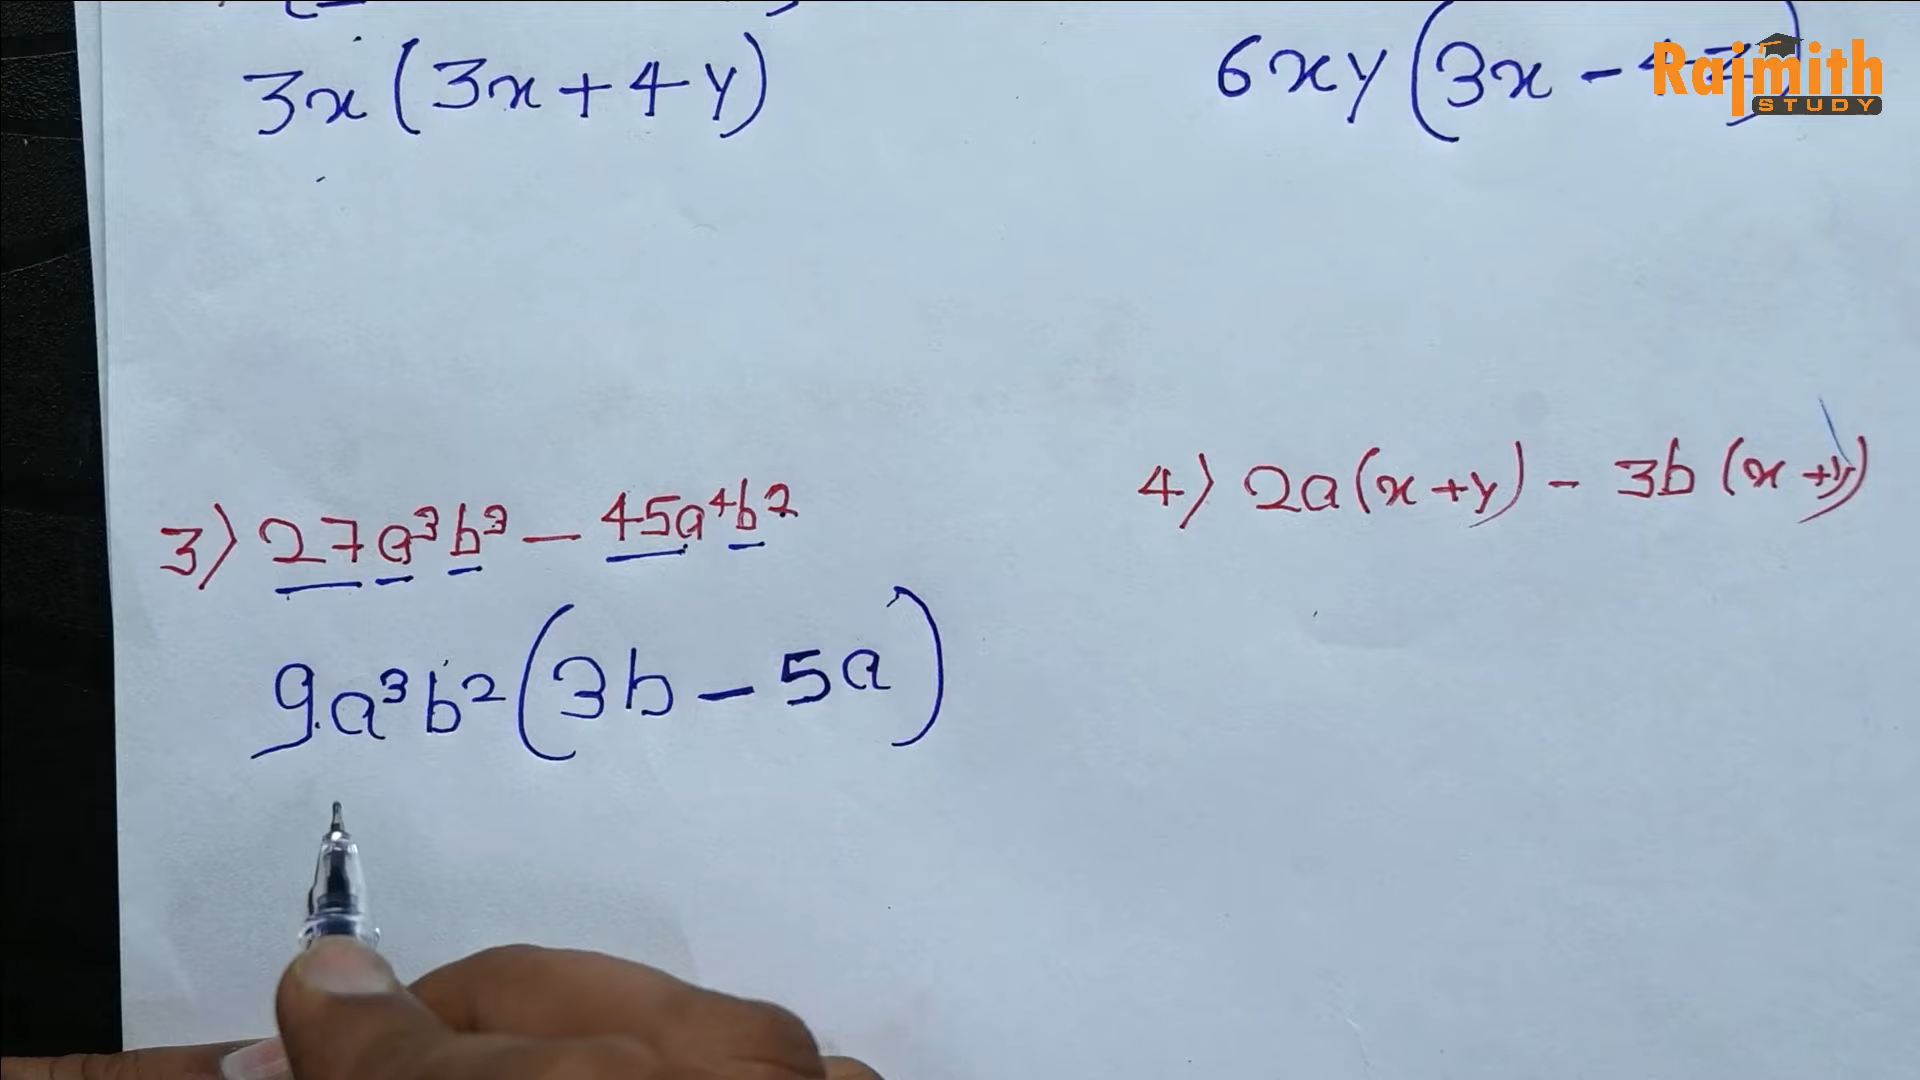 3x (3x + 4y)
6xy (3x -
Rajmith
STUDY
3) 27a³b³ - 45a⁴b²
9a³b² (3b - 5a)
4) 2a (x+y) - 3b (x+y)